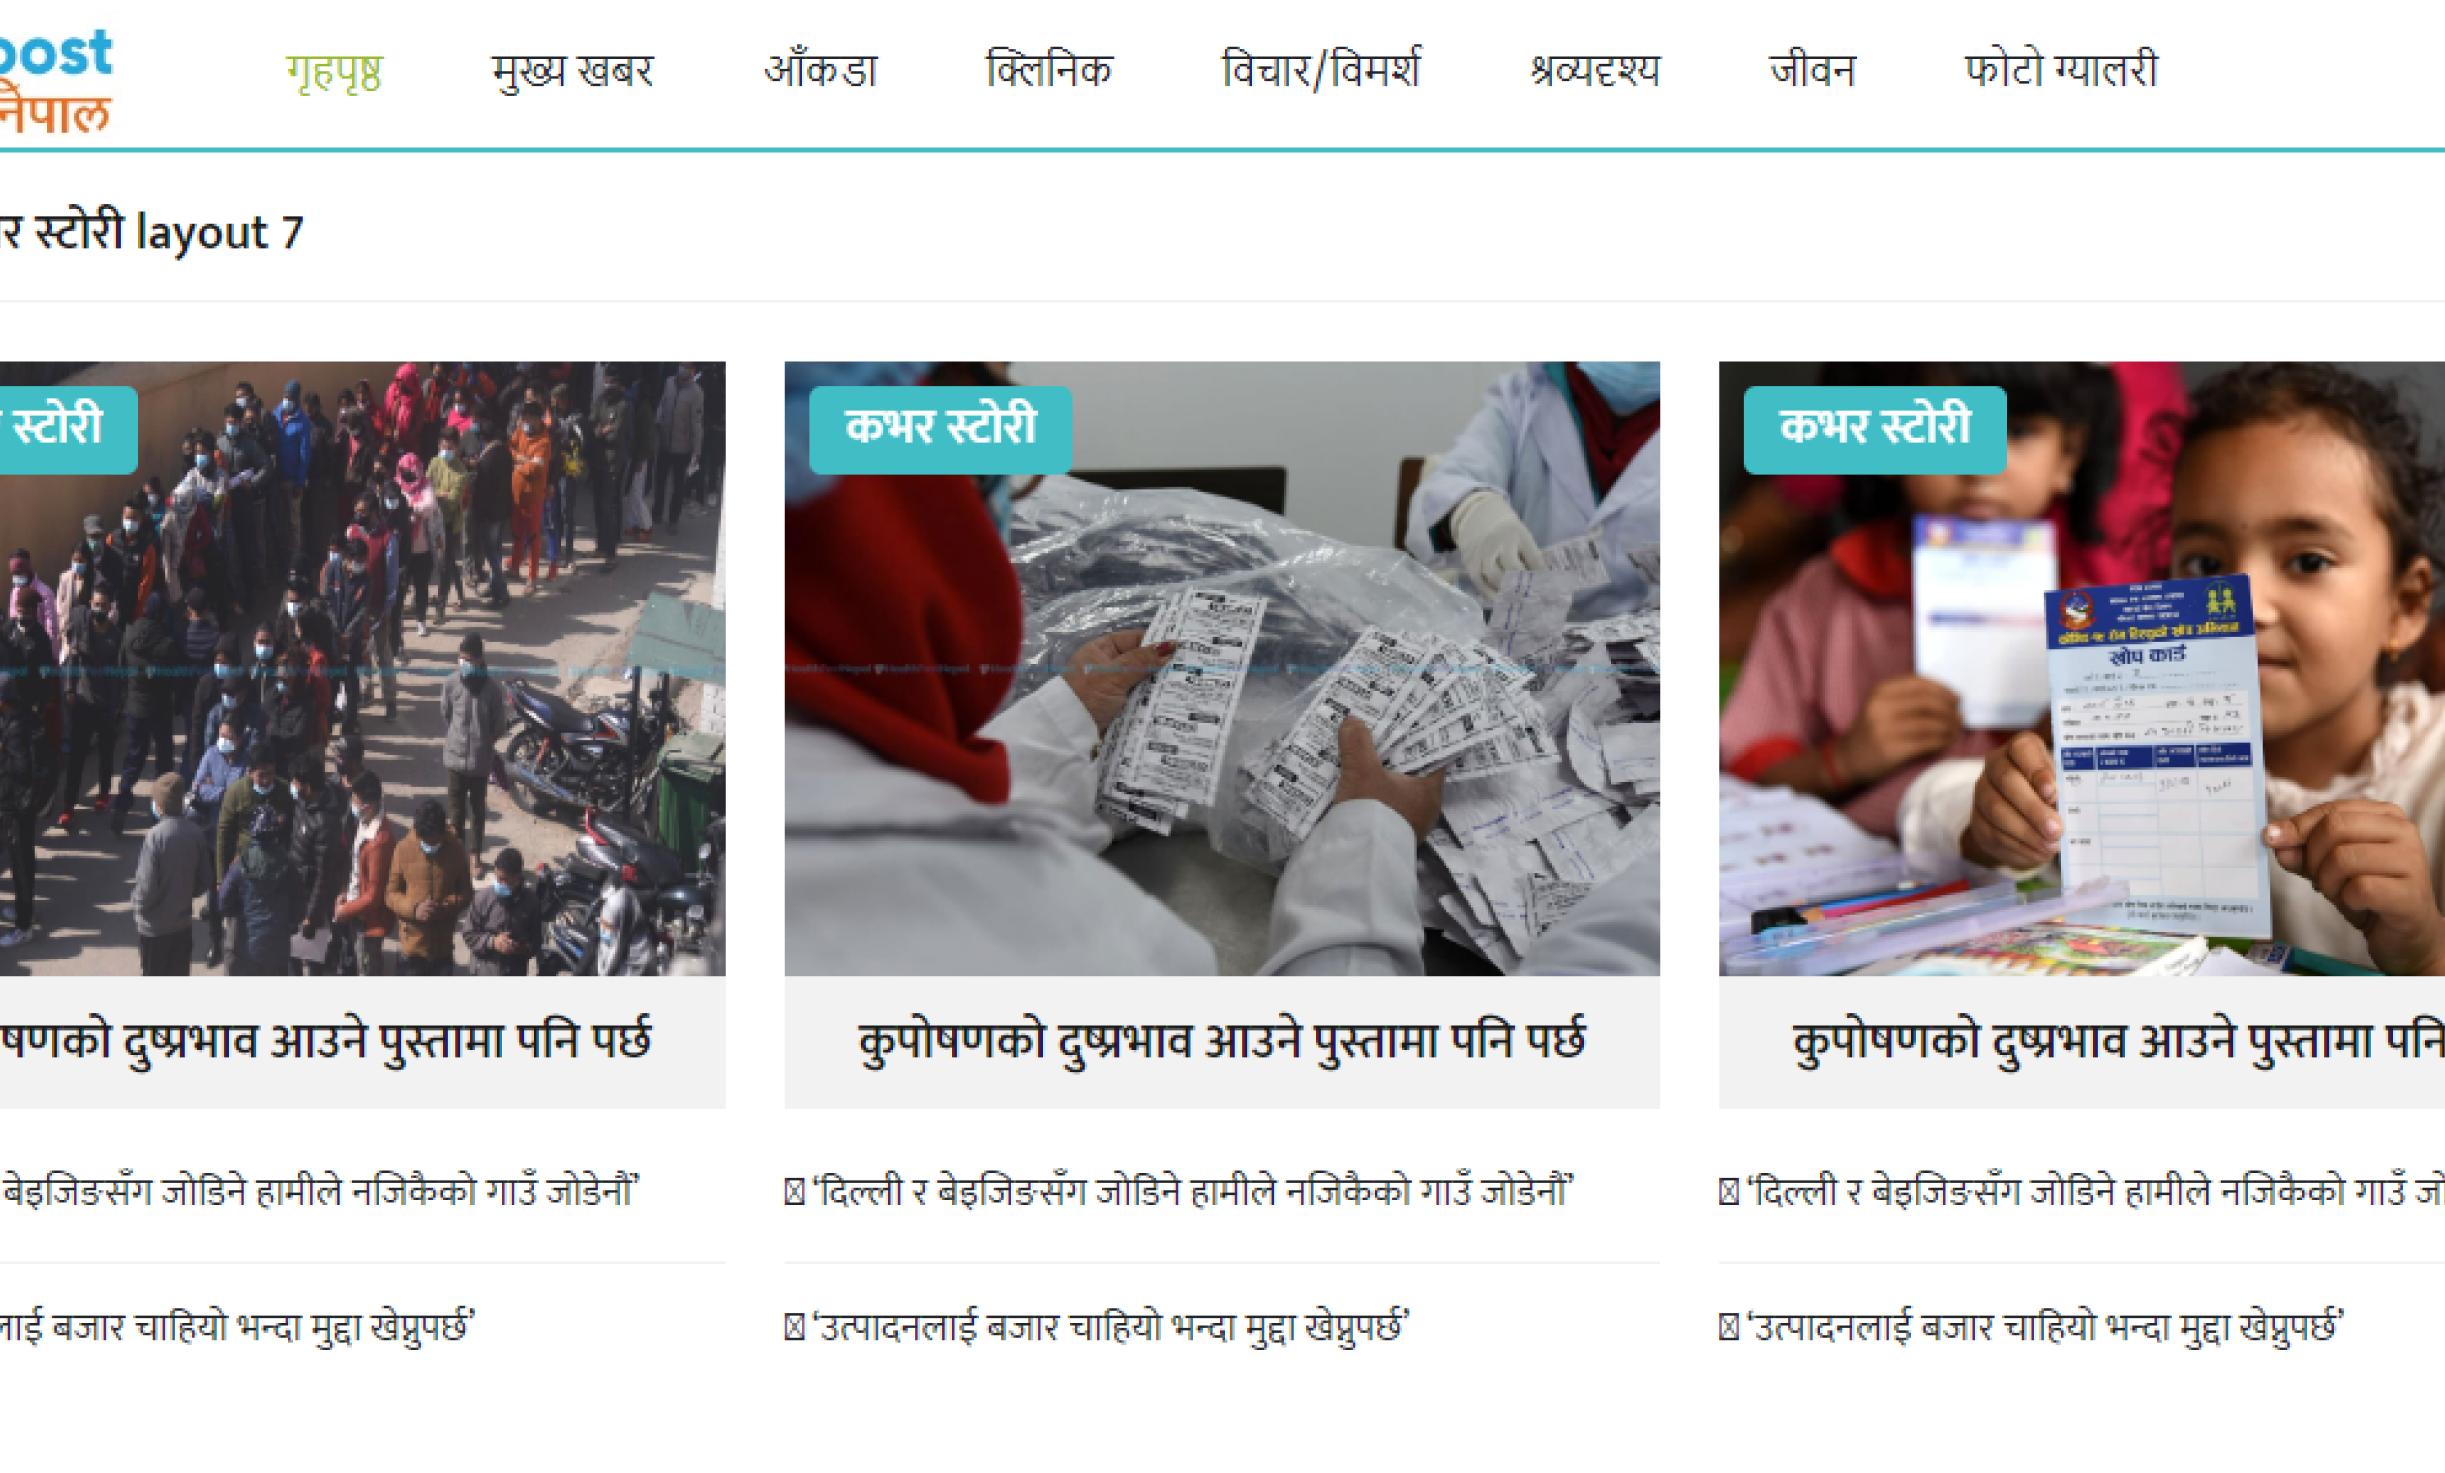 post
नेपाल
गृहपृष्ठ मुख्य खबर आँकडा क्लिनिक विचार/विमर्श श्रव्यदृश्य जीवन फोटो ग्यालरी
र स्टोरी layout 7
स्टोरी
कभर स्टोरी
कभर स्टोरी
खोप कार्ड
षणको दुष्प्रभाव आउने पुस्तामा पनि पर्छ
कुपोषणको दुष्प्रभाव आउने पुस्तामा पनि पर्छ
कुपोषणको दुष्प्रभाव आउने पुस्तामा पनि
बेइजिङसँग जोडिने हामीले नजिकैको गाउँ जोडेनौं’
‘दिल्ली र बेइजिङसँग जोडिने हामीले नजिकैको गाउँ जोडेनौं’
‘दिल्ली र बेइजिङसँग जोडिने हामीले नजिकैको गाउँ जो
लाई बजार चाहियो भन्दा मुद्दा खेप्नुपर्छ’
‘उत्पादनलाई बजार चाहियो भन्दा मुद्दा खेप्नुपर्छ’
‘उत्पादनलाई बजार चाहियो भन्दा मुद्दा खेप्नुपर्छ’